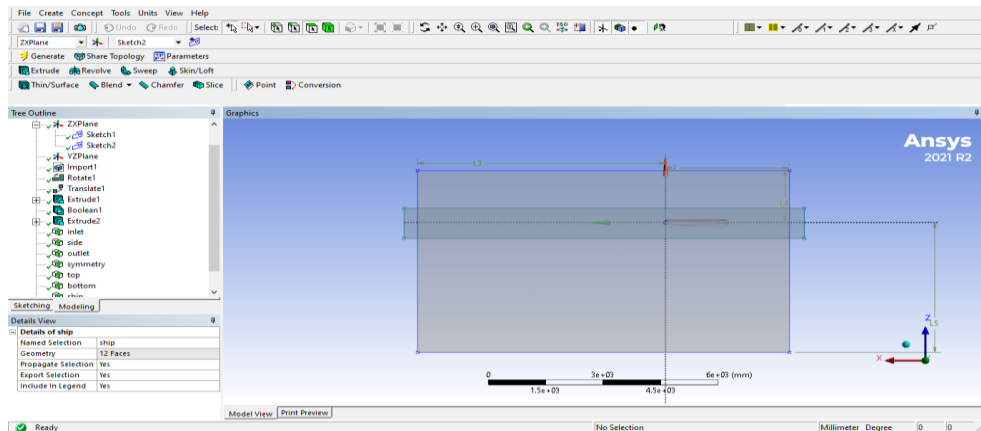 File Create Concept Tools Units View Help
Undo Redo Select:
ZXPlane Sketch2
Generate Share Topology Parameters
Extrude Revolve Sweep Skin/Loft
Thin/Surface Blend Chamfer Slice Point Conversion
Tree Outline
ZXPlane
Sketch1
Sketch2
YZPlane
Import1
Rotate1
Translate1
Extrude1
Boolean1
Extrude2
inlet
side
outlet
symmetry
top
bottom
ship
Sketching Modeling
Details View
Details of ship
Named Selection ship
Geometry 12 Faces
Propagate Selection Yes
Export Selection Yes
Include In Legend Yes
Graphics
Ansys
2021 R2
L3
L5
Z
X
0 3e+03 6e+03 (mm)
1.5e+03 4.5e+03
Model View Print Preview
Ready No Selection Millimeter Degree 0 0